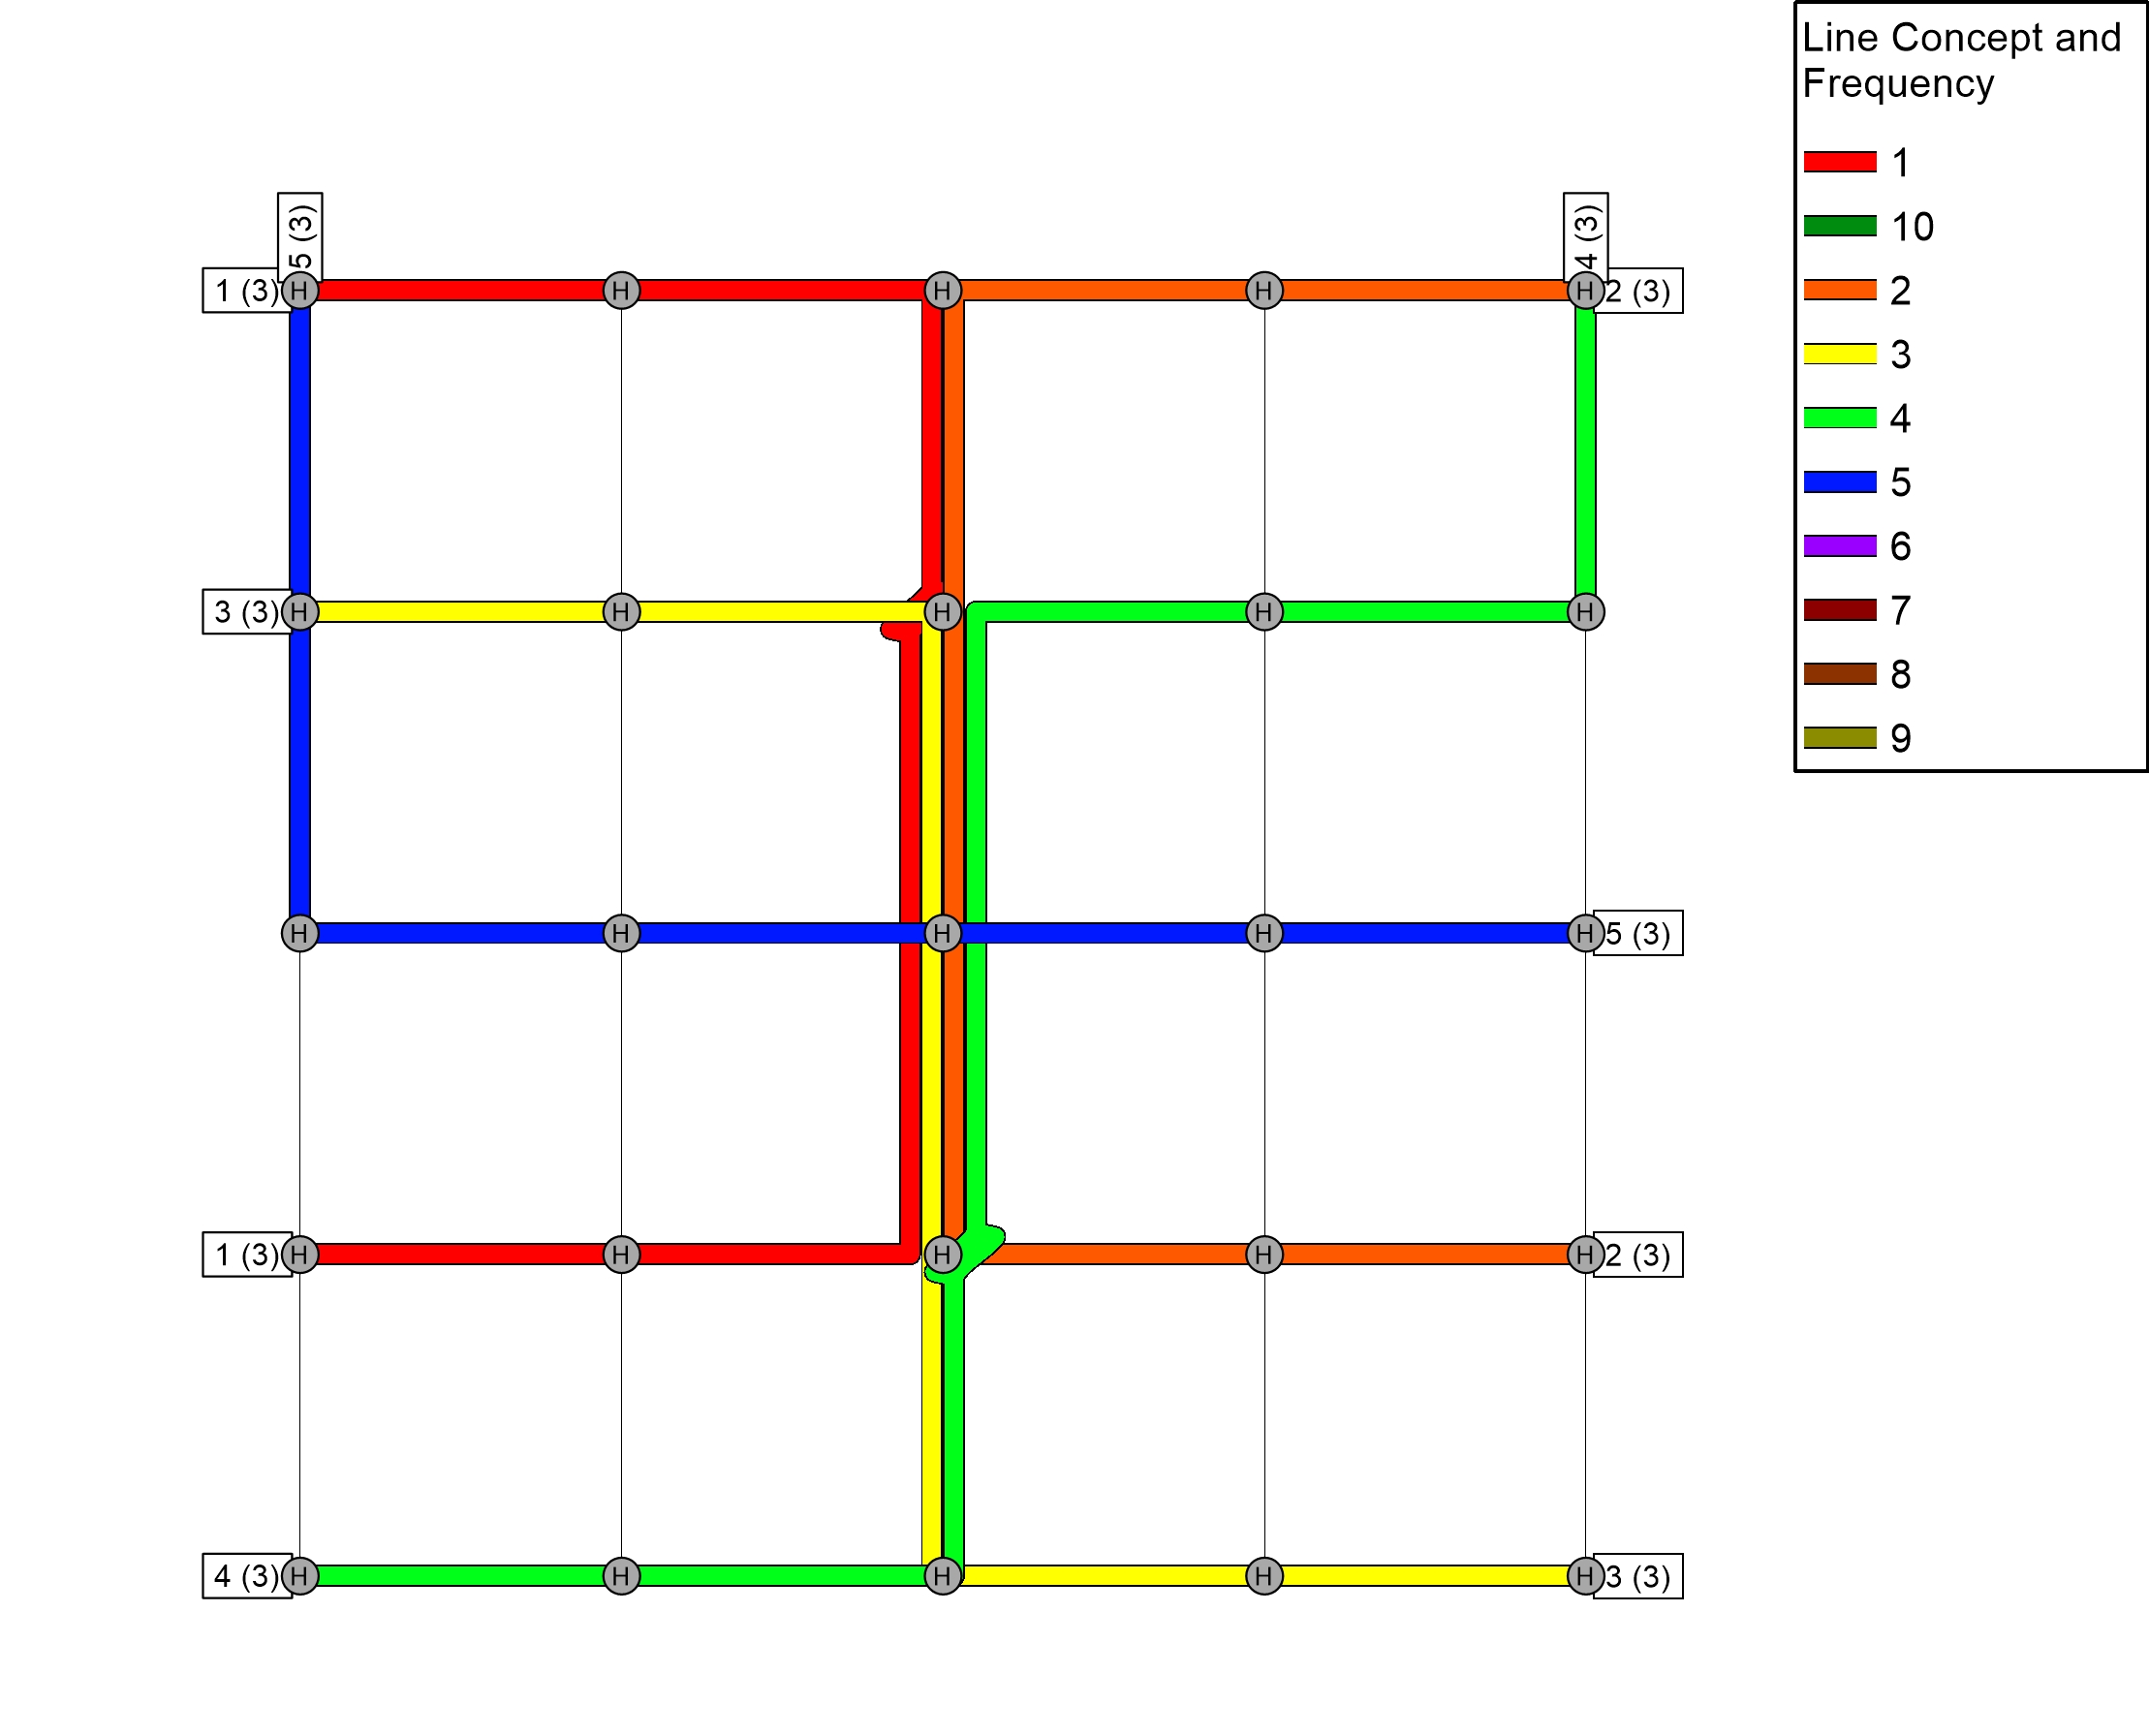 Line Concept and
Frequency
1
10
2
3
4
5
6
7
8
9
5 (3)
4 (3)
1 (3) H H H H H 2 (3)
3 (3) H H H H H
H H H H H 5 (3)
1 (3) H H H H H 2 (3)
4 (3) H H H H H 3 (3)